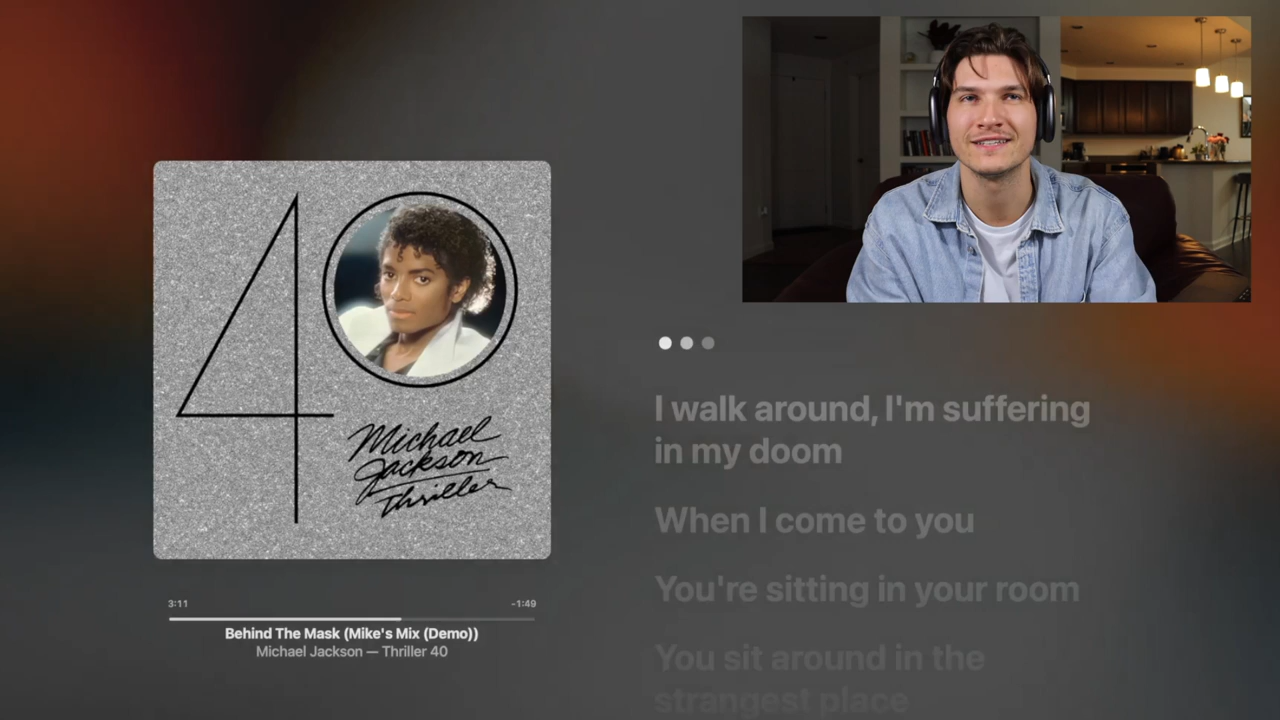 40
Michael
Jackson
Thriller
3:11
-1:49
Behind The Mask (Mike's Mix (Demo))
Michael Jackson — Thriller 40
I walk around, I'm suffering
in my doom
When I come to you
You're sitting in your room
You sit around in the
strangest place